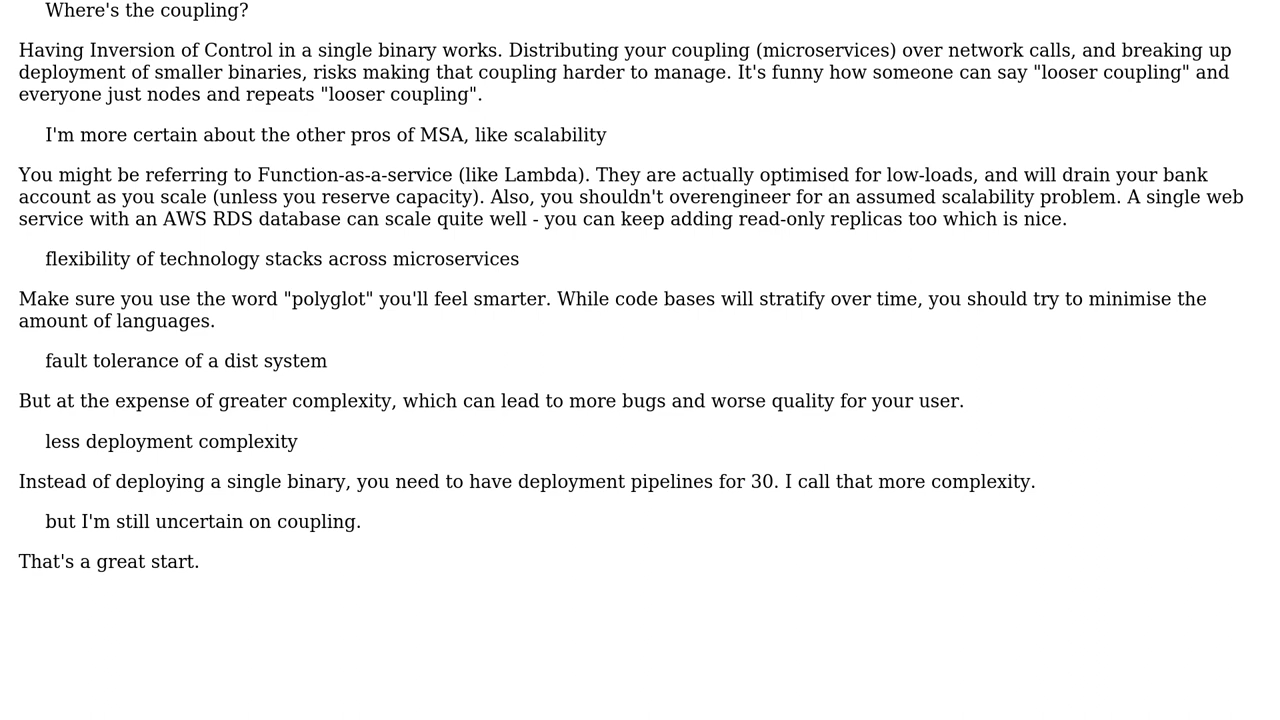 Where's the coupling?
Having Inversion of Control in a single binary works. Distributing your coupling (microservices) over network calls, and breaking up
deployment of smaller binaries, risks making that coupling harder to manage. It's funny how someone can say "looser coupling" and
everyone just nodes and repeats "looser coupling".
I'm more certain about the other pros of MSA, like scalability
You might be referring to Function-as-a-service (like Lambda). They are actually optimised for low-loads, and will drain your bank
account as you scale (unless you reserve capacity). Also, you shouldn't overengineer for an assumed scalability problem. A single web
service with an AWS RDS database can scale quite well - you can keep adding read-only replicas too which is nice.
flexibility of technology stacks across microservices
Make sure you use the word "polyglot" you'll feel smarter. While code bases will stratify over time, you should try to minimise the
amount of languages.
fault tolerance of a dist system
But at the expense of greater complexity, which can lead to more bugs and worse quality for your user.
less deployment complexity
Instead of deploying a single binary, you need to have deployment pipelines for 30. I call that more complexity.
but I'm still uncertain on coupling.
That's a great start.